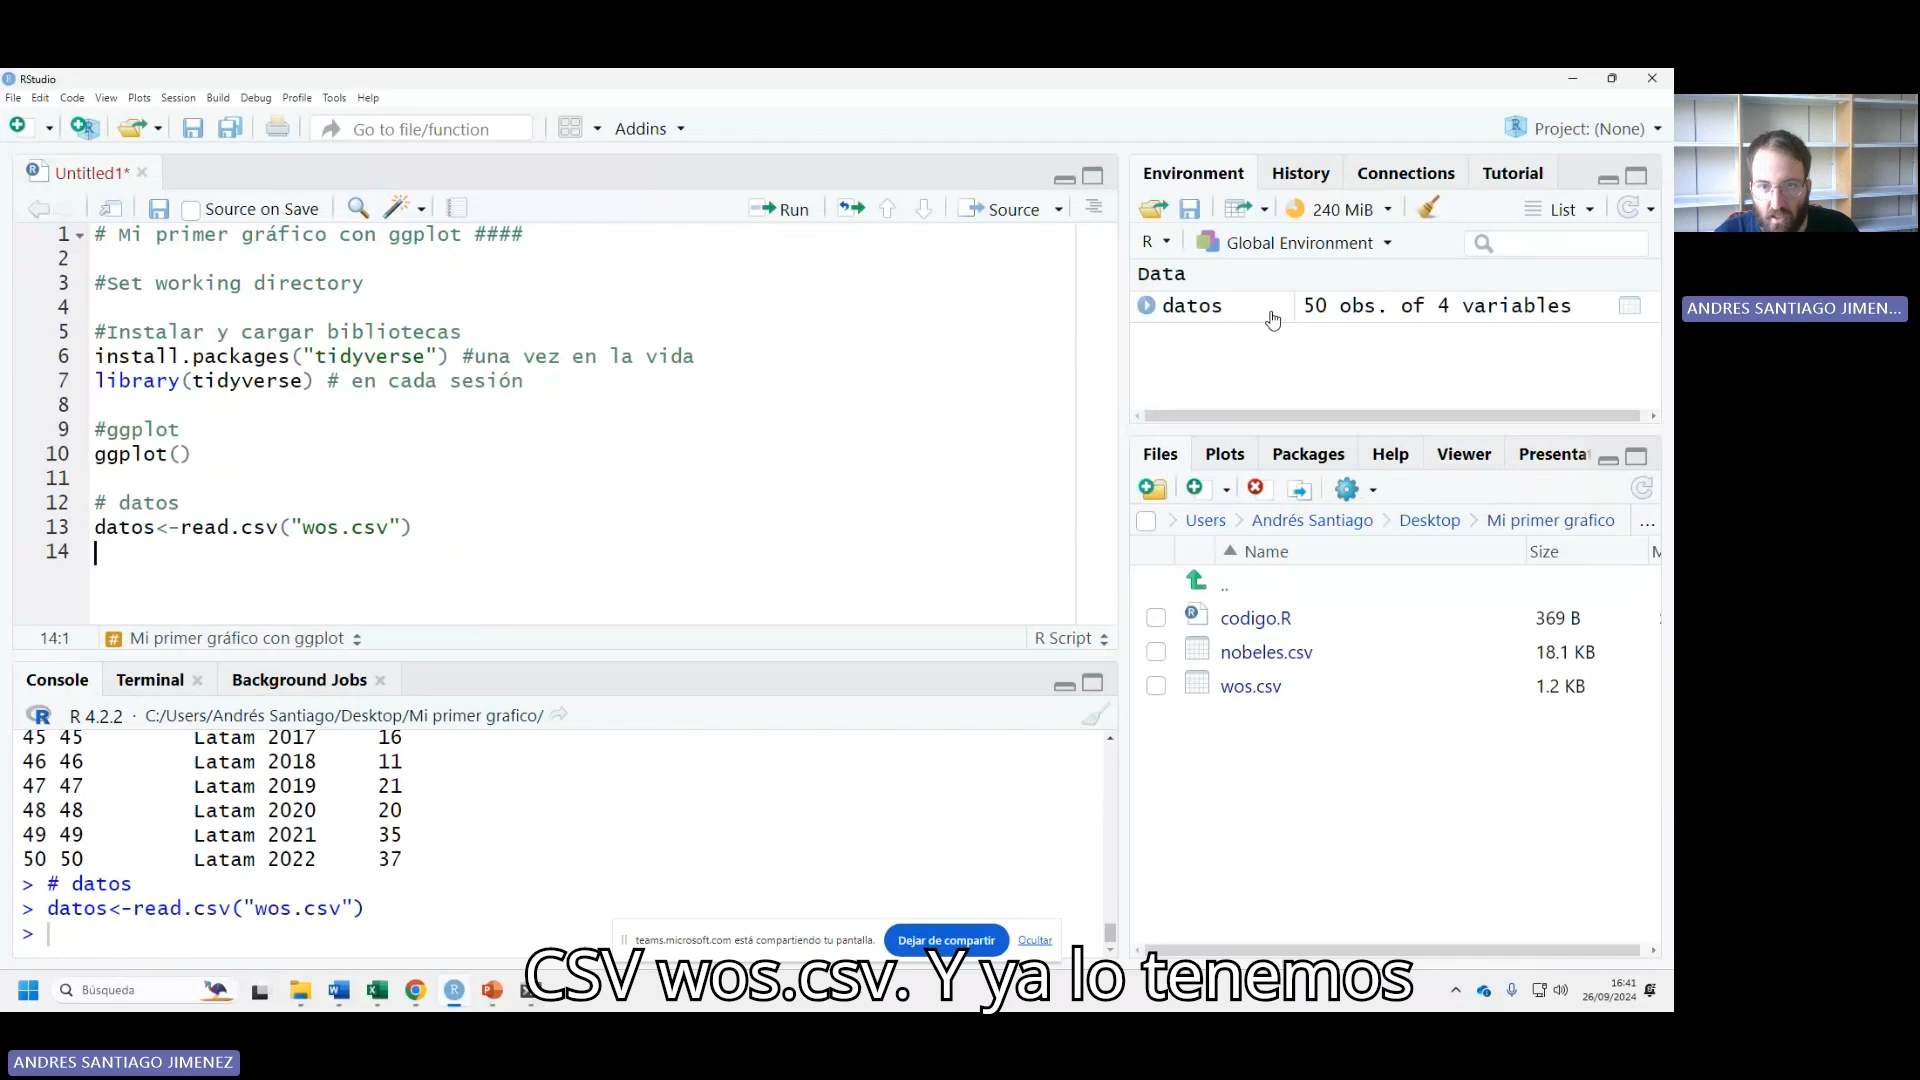 RStudio
File Edit Code View Plots Session Build Debug Profile Tools Help
Go to file/function
Addins
Project: (None)
Untitled1*
Source on Save
Run
Source
1 # Mi primer gráfico con ggplot ####
2
3 #Set working directory
4
5 #Instalar y cargar bibliotecas
6 install.packages("tidyverse") #una vez en la vida
7 library(tidyverse) # en cada sesión
8
9 #ggplot
10 ggplot()
11
12 # datos
13 datos<-read.csv("wos.csv")
14
14:1 Mi primer gráfico con ggplot R Script
Console Terminal Background Jobs
R 4.2.2 · C:/Users/Andrés Santiago/Desktop/Mi primer grafico/
45 45 Latam 2017 16
46 46 Latam 2018 11
47 47 Latam 2019 21
48 48 Latam 2020 20
49 49 Latam 2021 35
50 50 Latam 2022 37
> # datos
> datos<-read.csv("wos.csv")
>
Environment History Connections Tutorial
240 MiB List
R Global Environment
Data
datos 50 obs. of 4 variables
Files Plots Packages Help Viewer
Users Andrés Santiago Desktop Mi primer grafico ...
Name Size
..
codigo.R 369 B
nobeles.csv 18.1 KB
wos.csv 1.2 KB
ANDRES SANTIAGO JIMEN...
teams.microsoft.com está compartiendo tu pantalla. Dejar de compartir Ocultar
CSV wos.csv. Y ya lo tenemos
Búsqueda
16:41
26/09/2024
ANDRES SANTIAGO JIMENEZ